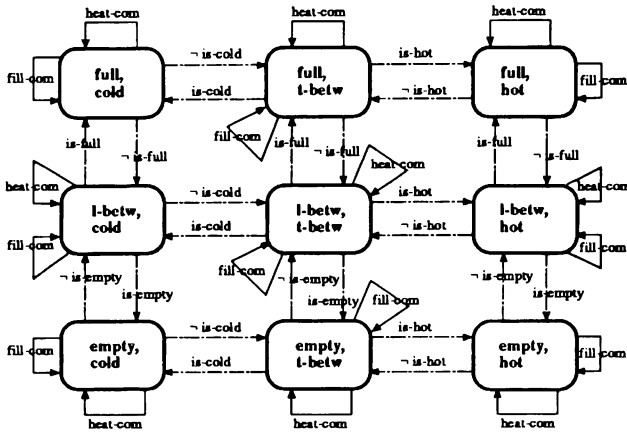 heat-com
heat-com
heat-com
¬ is-cold
is-hot
full,
cold
full,
t-betw
full,
hot
fill-com
fill-com
is-cold
¬ is-hot
fill-com
is-full
¬ is-full
is-full
¬ is-full
is-full
¬ is-full
heat-com
heat-com
heat-com
¬ is-cold
is-hot
l-betw,
cold
l-betw,
t-betw
l-betw,
hot
is-cold
¬ is-hot
fill-com
fill-com
fill-com
¬ is-empty
is-empty
¬ is-empty
is-empty
¬ is-empty
is-empty
fill-com
¬ is-cold
is-hot
empty,
cold
empty,
t-betw
empty,
hot
fill-com
fill-com
is-cold
¬ is-hot
heat-com
heat-com
heat-com